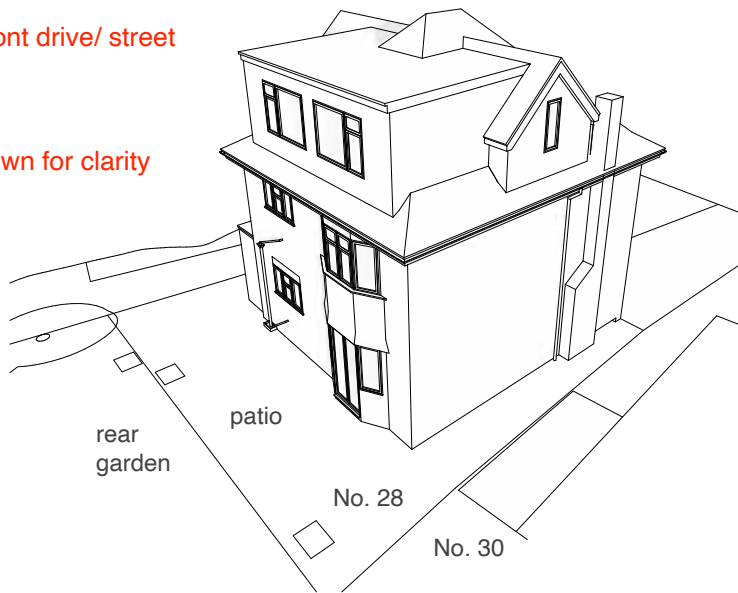 ont drive/ street
wn for clarity
patio
rear
garden
No. 28
No. 30